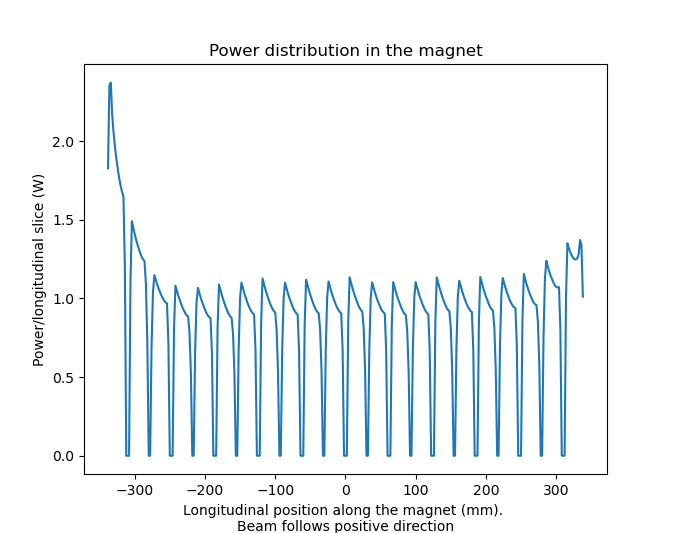 Power distribution in the magnet
Power/longitudinal slice (W)
2.0
1.5
1.0
0.5
0.0
−300 −200 −100 0 100 200 300
Longitudinal position along the magnet (mm).
Beam follows positive direction